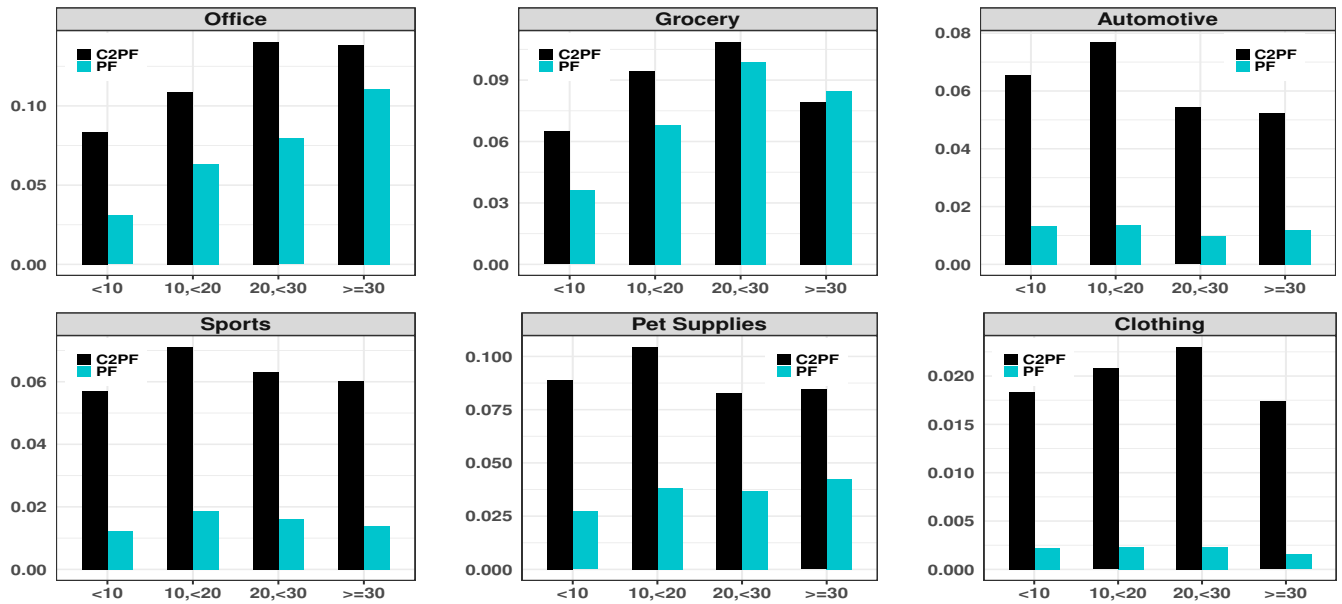 Office
C2PF
PF
0.10
0.05
0.00
<10
10,<20
20,<30
>=30
Grocery
C2PF
PF
0.09
0.06
0.03
0.00
<10
10,<20
20,<30
>=30
Automotive
C2PF
PF
0.08
0.06
0.04
0.02
0.00
<10
10,<20
20,<30
>=30
Sports
C2PF
PF
0.06
0.04
0.02
0.00
<10
10,<20
20,<30
>=30
Pet Supplies
C2PF
PF
0.100
0.075
0.050
0.025
0.000
<10
10,<20
20,<30
>=30
Clothing
C2PF
PF
0.020
0.015
0.010
0.005
0.000
<10
10,<20
20,<30
>=30